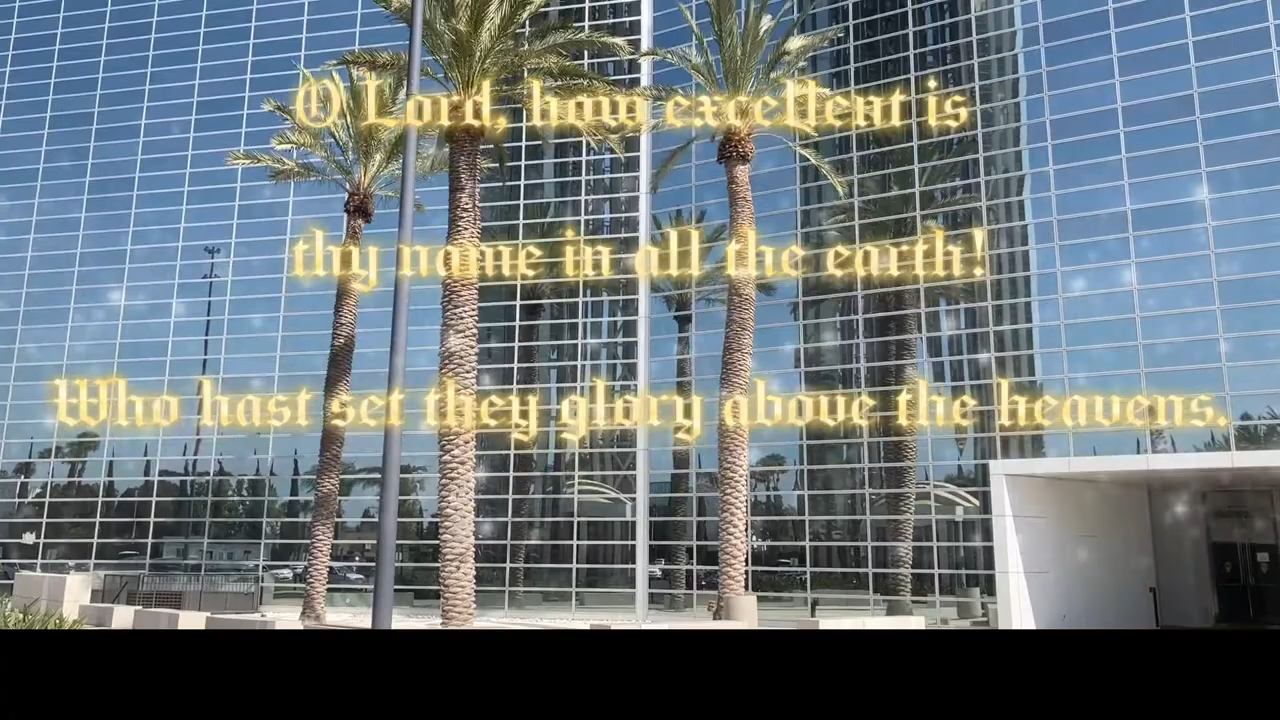 O Lord, how excellent is
thy name in all the earth!
Who hast set they glory above the heavens.